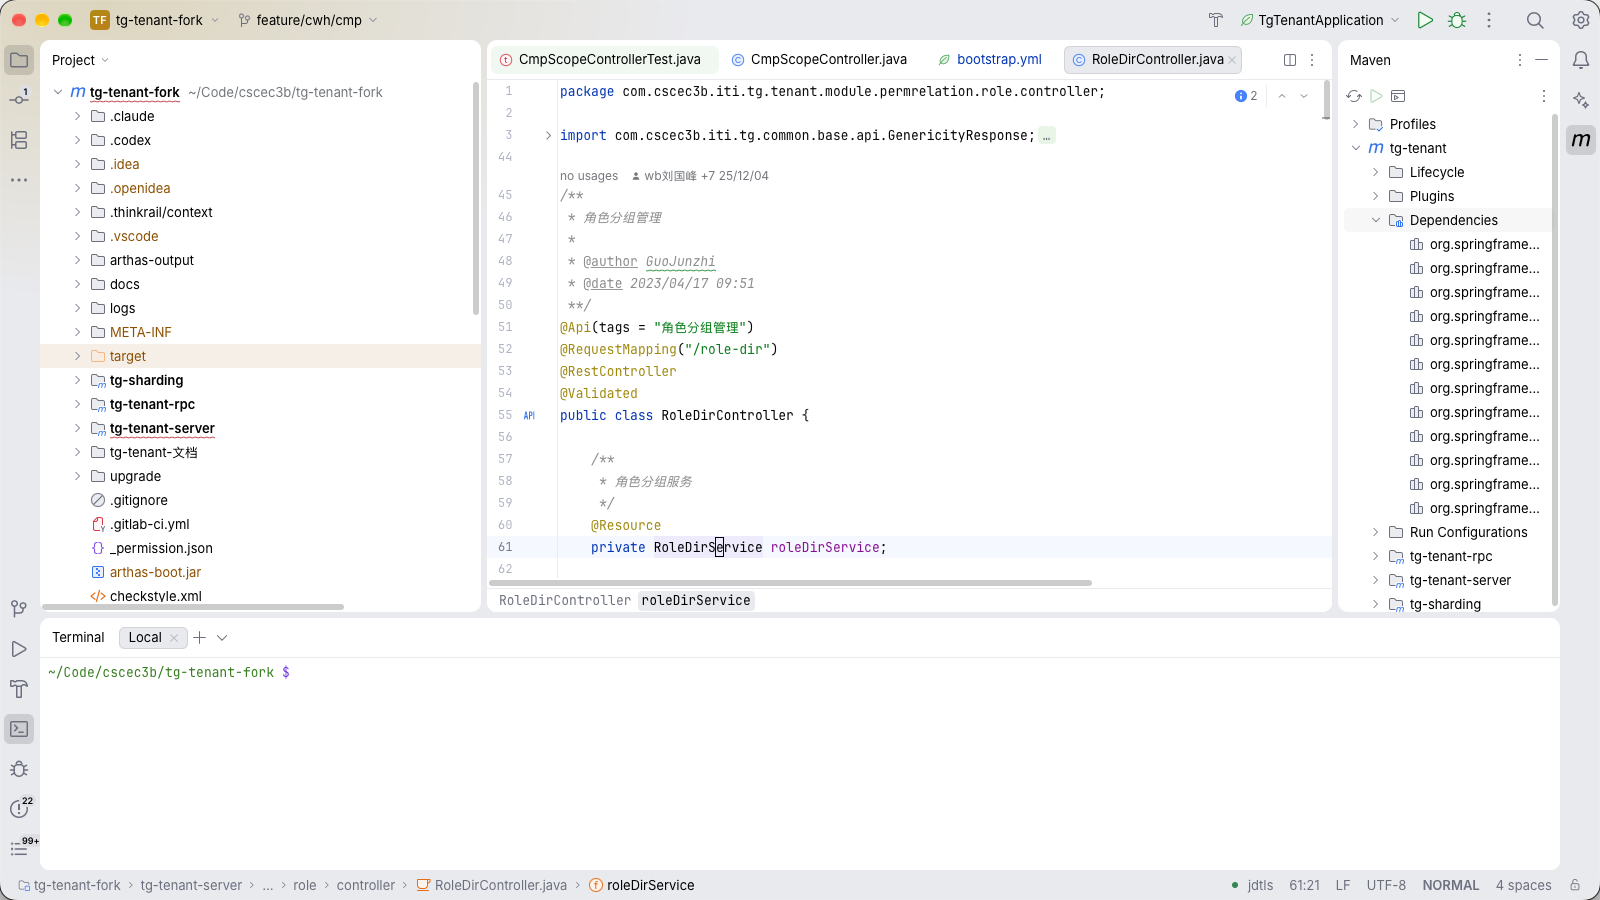 TF tg-tenant-fork feature/cwh/cmp TgTenantApplication
Project
tg-tenant-fork ~/Code/cscec3b/tg-tenant-fork
.claude
.codex
.idea
.openidea
.thinkrail/context
.vscode
arthas-output
docs
logs
META-INF
target
tg-sharding
tg-tenant-rpc
tg-tenant-server
tg-tenant-文档
upgrade
.gitignore
.gitlab-ci.yml
_permission.json
arthas-boot.jar
checkstyle.xml
1
CmpScopeControllerTest.java CmpScopeController.java bootstrap.yml RoleDirController.java
1 package com.cscec3b.iti.tg.tenant.module.permrelation.role.controller;
2
2
3 import com.cscec3b.iti.tg.common.base.api.GenericityResponse; ...
44
no usages wb刘国峰 +7 25/12/04
45 /**
46 * 角色分组管理
47 *
48 * @author GuoJunzhi
49 * @date 2023/04/17 09:51
50 **/
51 @Api(tags = "角色分组管理")
52 @RequestMapping("/role-dir")
53 @RestController
54 @Validated
55 API public class RoleDirController {
56
57 /**
58 * 角色分组服务
59 */
60 @Resource
61 private RoleDirService roleDirService;
62
RoleDirController roleDirService
Maven
Profiles
tg-tenant
Lifecycle
Plugins
Dependencies
org.springframe...
org.springframe...
org.springframe...
org.springframe...
org.springframe...
org.springframe...
org.springframe...
org.springframe...
org.springframe...
org.springframe...
org.springframe...
org.springframe...
Run Configurations
tg-tenant-rpc
tg-tenant-server
tg-sharding
m
Terminal Local
~/Code/cscec3b/tg-tenant-fork $
22
99+
tg-tenant-fork > tg-tenant-server > ... > role > controller > RoleDirController.java > roleDirService
jdtls 61:21 LF UTF-8 NORMAL 4 spaces